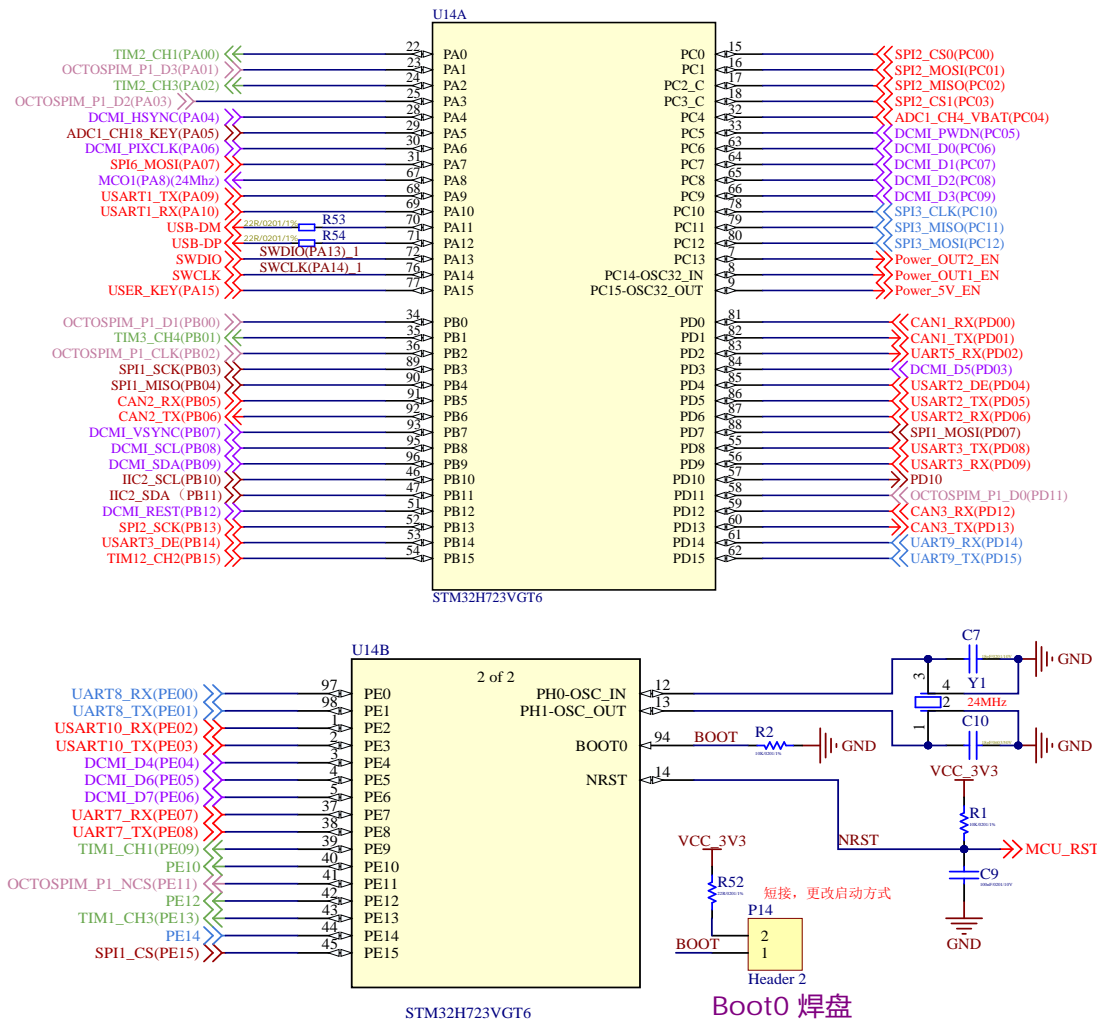 U14A
TIM2_CH1(PA00) 22 PA0 PC0 15 SPI2_CS0(PC00)
OCTOSPIM_P1_D3(PA01) 23 PA1 PC1 16 SPI2_MOSI(PC01)
TIM2_CH3(PA02) 24 PA2 PC2_C 17 SPI2_MISO(PC02)
OCTOSPIM_P1_D2(PA03) 25 PA3 PC3_C 18 SPI2_CS1(PC03)
DCMI_HSYNC(PA04) 28 PA4 PC4 32 ADC1_CH4_VBAT(PC04)
ADC1_CH18_KEY(PA05) 29 PA5 PC5 33 DCMI_PWDN(PC05)
DCMI_PIXCLK(PA06) 30 PA6 PC6 63 DCMI_D0(PC06)
SPI6_MOSI(PA07) 31 PA7 PC7 64 DCMI_D1(PC07)
MCO1(PA8)(24Mhz) 67 PA8 PC8 65 DCMI_D2(PC08)
USART1_TX(PA09) 68 PA9 PC9 66 DCMI_D3(PC09)
USART1_RX(PA10) 69 PA10 PC10 78 SPI3_CLK(PC10)
USB-DM 22R/0201/1% R53 70 PA11 PC11 79 SPI3_MISO(PC11)
USB-DP 22R/0201/1% R54 71 PA12 PC12 80 SPI3_MOSI(PC12)
SWDIO SWDIO(PA13)_1 72 PA13 PC13 7 Power_OUT2_EN
SWCLK SWCLK(PA14)_1 76 PA14 PC14-OSC32_IN 8 Power_OUT1_EN
USER_KEY(PA15) 77 PA15 PC15-OSC32_OUT 9 Power_5V_EN
OCTOSPIM_P1_D1(PB00) 34 PB0 PD0 81 CAN1_RX(PD00)
TIM3_CH4(PB01) 35 PB1 PD1 82 CAN1_TX(PD01)
OCTOSPIM_P1_CLK(PB02) 36 PB2 PD2 83 UART5_RX(PD02)
SPI1_SCK(PB03) 89 PB3 PD3 84 DCMI_D5(PD03)
SPI1_MISO(PB04) 90 PB4 PD4 85 USART2_DE(PD04)
CAN2_RX(PB05) 91 PB5 PD5 86 USART2_TX(PD05)
CAN2_TX(PB06) 92 PB6 PD6 87 USART2_RX(PD06)
DCMI_VSYNC(PB07) 93 PB7 PD7 88 SPI1_MOSI(PD07)
DCMI_SCL(PB08) 95 PB8 PD8 55 USART3_TX(PD08)
DCMI_SDA(PB09) 96 PB9 PD9 56 USART3_RX(PD09)
IIC2_SCL(PB10) 46 PB10 PD10 57 PD10
IIC2_SDA（PB11) 47 PB11 PD11 58 OCTOSPIM_P1_D0(PD11)
DCMI_REST(PB12) 51 PB12 PD12 59 CAN3_RX(PD12)
SPI2_SCK(PB13) 52 PB13 PD13 60 CAN3_TX(PD13)
USART3_DE(PB14) 53 PB14 PD14 61 UART9_RX(PD14)
TIM12_CH2(PB15) 54 PB15 PD15 62 UART9_TX(PD15)
STM32H723VGT6
U14B
2 of 2
UART8_RX(PE00) 97 PE0 PH0-OSC_IN 12
UART8_TX(PE01) 98 PE1 PH1-OSC_OUT 13
USART10_RX(PE02) 1 PE2
USART10_TX(PE03) 2 PE3 BOOT0 94 BOOT R2 GND
DCMI_D4(PE04) 3 PE4
DCMI_D6(PE05) 4 PE5 NRST 14
DCMI_D7(PE06) 5 PE6
UART7_RX(PE07) 37 PE7
UART7_TX(PE08) 38 PE8
TIM1_CH1(PE09) 39 PE9
PE10 40 PE10
OCTOSPIM_P1_NCS(PE11) 41 PE11
PE12 42 PE12
TIM1_CH3(PE13) 43 PE13
PE14 44 PE14
SPI1_CS(PE15) 45 PE15
STM32H723VGT6
C7
GND
3 4 Y1
1 2 24MHz
C10
GND
VCC_3V3
R1
NRST MCU_RST
C9
GND
VCC_3V3
R52
短接，更改启动方式
P14
2
BOOT 1
Header 2
Boot0 焊盘